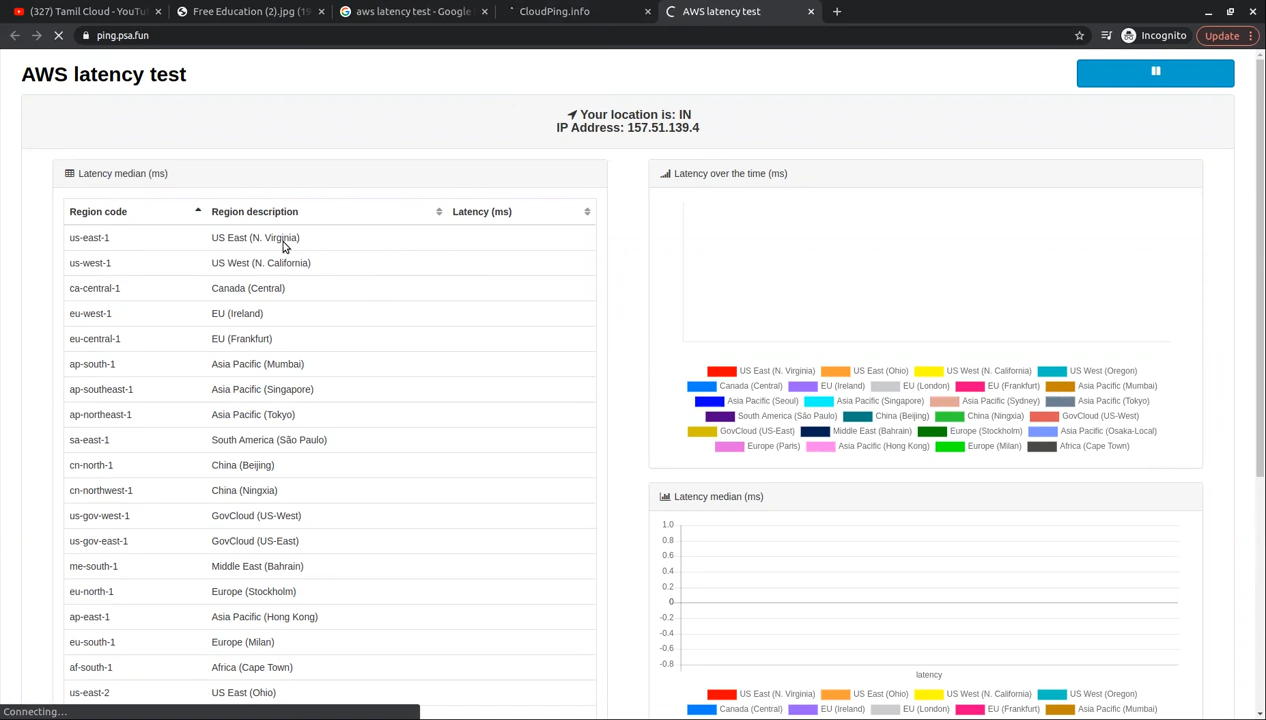 (327) Tamil Cloud - YouTu
Free Education (2).jpg (19
aws latency test - Google
CloudPing.info
AWS latency test
ping.psa.fun
Incognito
Update
AWS latency test
Your location is: IN
IP Address: 157.51.139.4
Latency median (ms)
Region code Region description Latency (ms)
us-east-1 US East (N. Virginia)
us-west-1 US West (N. California)
ca-central-1 Canada (Central)
eu-west-1 EU (Ireland)
eu-central-1 EU (Frankfurt)
ap-south-1 Asia Pacific (Mumbai)
ap-southeast-1 Asia Pacific (Singapore)
ap-northeast-1 Asia Pacific (Tokyo)
sa-east-1 South America (São Paulo)
cn-north-1 China (Beijing)
cn-northwest-1 China (Ningxia)
us-gov-west-1 GovCloud (US-West)
us-gov-east-1 GovCloud (US-East)
me-south-1 Middle East (Bahrain)
eu-north-1 Europe (Stockholm)
ap-east-1 Asia Pacific (Hong Kong)
eu-south-1 Europe (Milan)
af-south-1 Africa (Cape Town)
us-east-2 US East (Ohio)
Connecting...
Latency over the time (ms)
US East (N. Virginia) US East (Ohio) US West (N. California) US West (Oregon)
Canada (Central) EU (Ireland) EU (London) EU (Frankfurt) Asia Pacific (Mumbai)
Asia Pacific (Seoul) Asia Pacific (Singapore) Asia Pacific (Sydney) Asia Pacific (Tokyo)
South America (São Paulo) China (Beijing) China (Ningxia) GovCloud (US-West)
GovCloud (US-East) Middle East (Bahrain) Europe (Stockholm) Asia Pacific (Osaka-Local)
Europe (Paris) Asia Pacific (Hong Kong) Europe (Milan) Africa (Cape Town)
Latency median (ms)
1.0
0.8
0.6
0.4
0.2
0
-0.2
-0.4
-0.6
-0.8
latency
US East (N. Virginia) US East (Ohio) US West (N. California) US West (Oregon)
Canada (Central) EU (Ireland) EU (London) EU (Frankfurt) Asia Pacific (Mumbai)